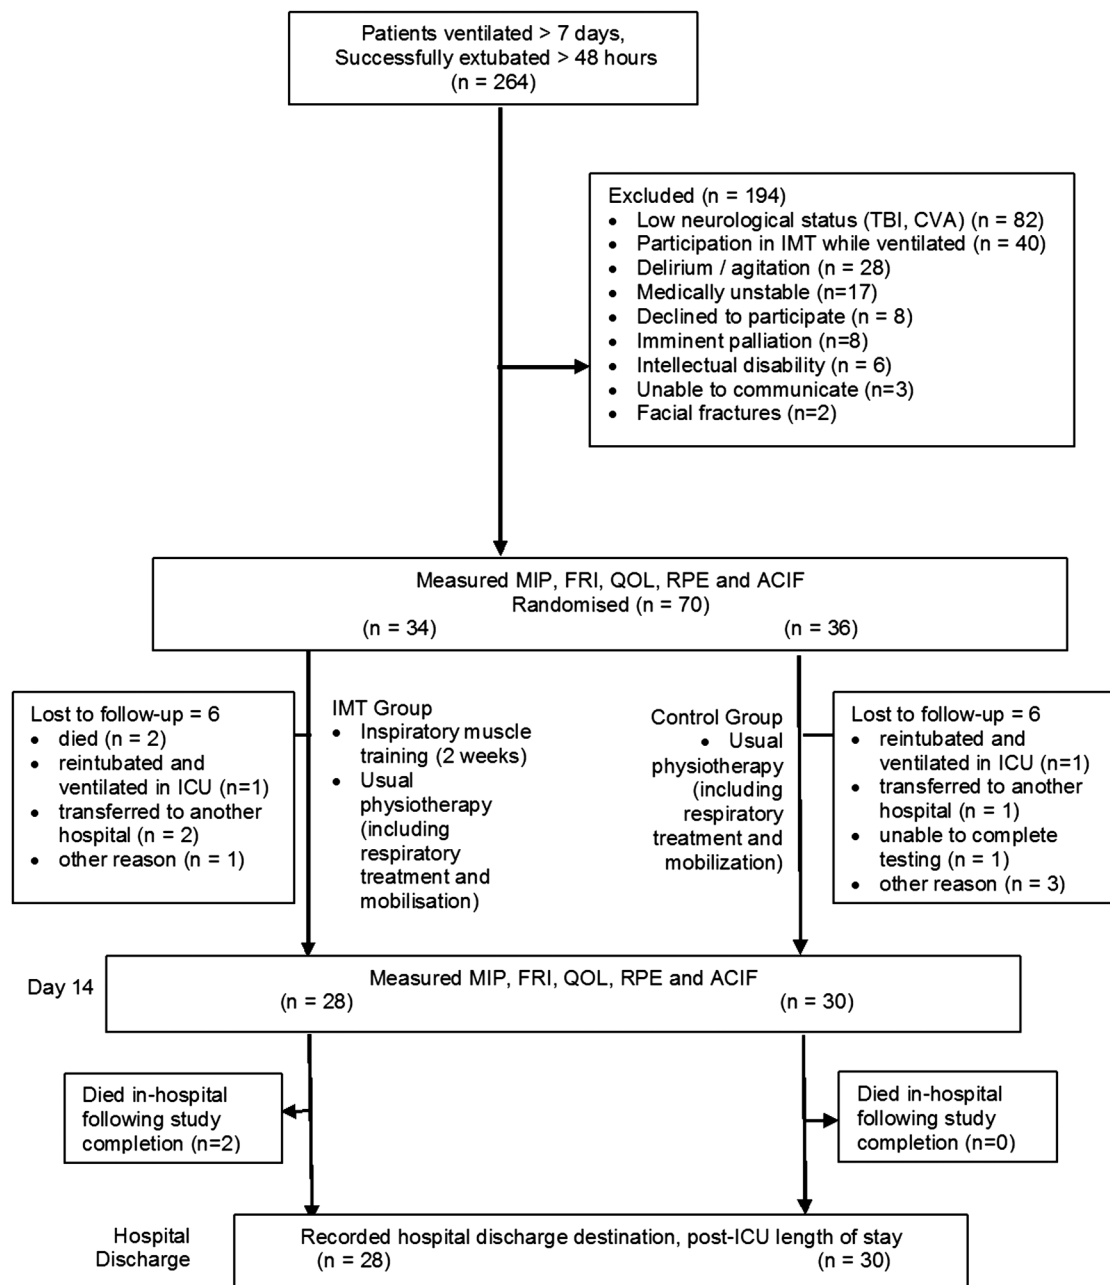 Patients ventilated > 7 days,
Successfully extubated > 48 hours
(n = 264)
Excluded (n = 194)
• Low neurological status (TBI, CVA) (n = 82)
• Participation in IMT while ventilated (n = 40)
• Delirium / agitation (n = 28)
• Medically unstable (n=17)
• Declined to participate (n = 8)
• Imminent palliation (n=8)
• Intellectual disability (n = 6)
• Unable to communicate (n=3)
• Facial fractures (n=2)
Measured MIP, FRI, QOL, RPE and ACIF
Randomised (n = 70)
(n = 34) (n = 36)
Lost to follow-up = 6
• died (n = 2)
• reintubated and
ventilated in ICU (n=1)
• transferred to another
hospital (n = 2)
• other reason (n = 1)
IMT Group
• Inspiratory muscle
training (2 weeks)
• Usual
physiotherapy
(including
respiratory
treatment and
mobilisation)
Control Group
• Usual
physiotherapy
(including
respiratory
treatment and
mobilization)
Lost to follow-up = 6
• reintubated and
ventilated in ICU (n=1)
• transferred to another
hospital (n = 1)
• unable to complete
testing (n = 1)
• other reason (n = 3)
Day 14
Measured MIP, FRI, QOL, RPE and ACIF
(n = 28) (n = 30)
Died in-hospital
following study
completion (n=2)
Died in-hospital
following study
completion (n=0)
Hospital
Discharge
Recorded hospital discharge destination, post-ICU length of stay
(n = 28) (n = 30)